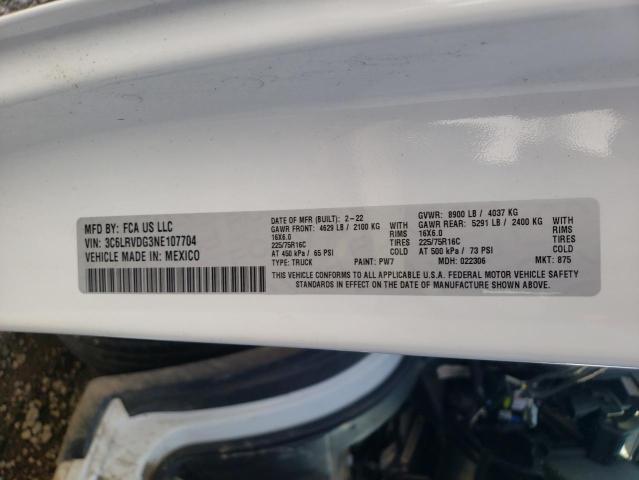 MFD BY: FCA US LLC
VIN: 3C6LRVDG3NE107704
VEHICLE MADE IN: MEXICO
DATE OF MFR (BUILT): 2-22 GVWR: 8900 LB / 4037 KG
GAWR FRONT: 4629 LB / 2100 KG WITH GAWR REAR: 5291 LB / 2400 KG WITH
16X6.0 RIMS 16X6.0 RIMS
225/75R16C TIRES 225/75R16C TIRES
AT 450 kPa / 65 PSI COLD AT 500 kPa / 73 PSI COLD
TYPE: TRUCK PAINT: PW7 MDH: 022306 MKT: 875
THIS VEHICLE CONFORMS TO ALL APPLICABLE U.S.A. FEDERAL MOTOR VEHICLE SAFETY
STANDARDS IN EFFECT ON THE DATE OF MANUFACTURE SHOWN ABOVE.